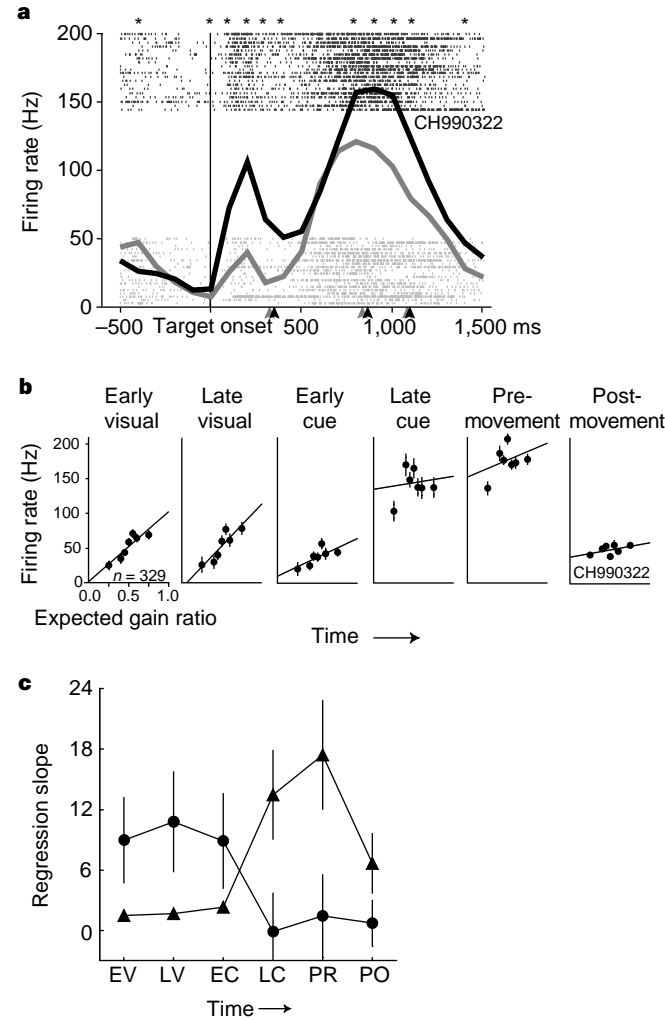 a
* * * * * * * * * * *
200
150
100
50
0
Firing rate (Hz)
CH990322
–500 Target onset 500 1,000 1,500 ms
b
Early visual
Late visual
Early cue
Late cue
Pre-movement
Post-movement
200
150
100
50
0
Firing rate (Hz)
n = 329
CH990322
0.0 0.5 1.0
Expected gain ratio
Time
c
24
18
12
6
0
Regression slope
EV LV EC LC PR PO
Time